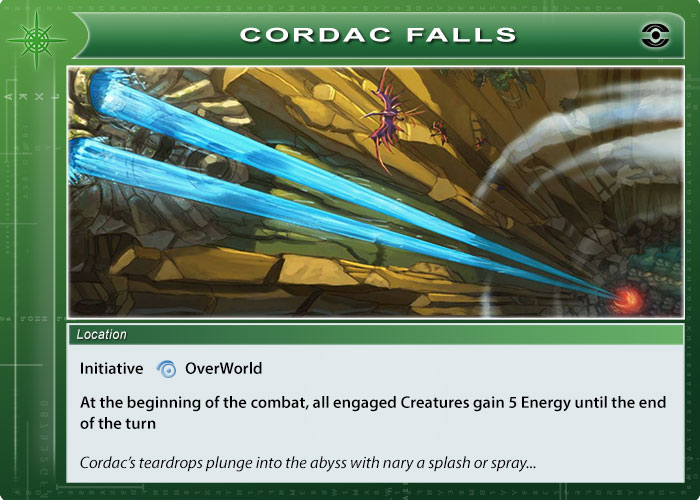 CORDAC FALLS
Location
Initiative OverWorld
At the beginning of the combat, all engaged Creatures gain 5 Energy until the end
of the turn
Cordac's teardrops plunge into the abyss with nary a splash or spray...